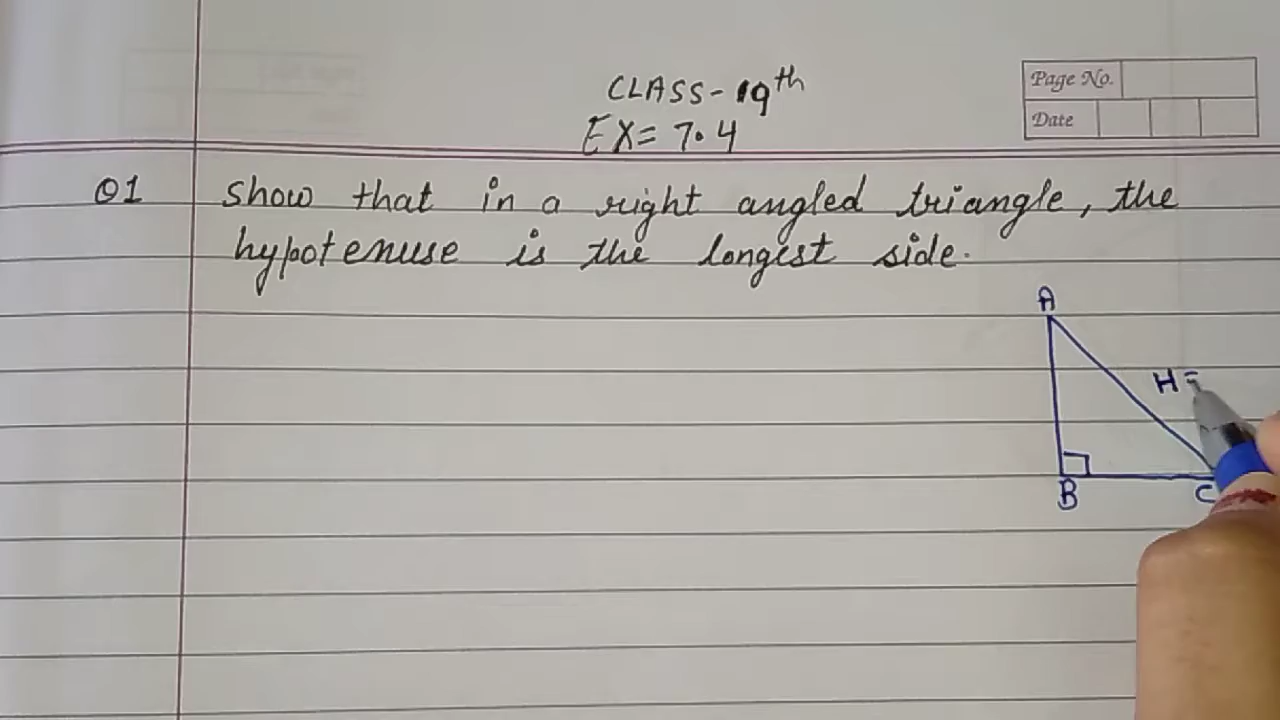 CLASS - 19th
EX = 7.4
Page No.
Date
Q1 Show that in a right angled triangle, the
hypotenuse is the longest side.
A
H =
B C